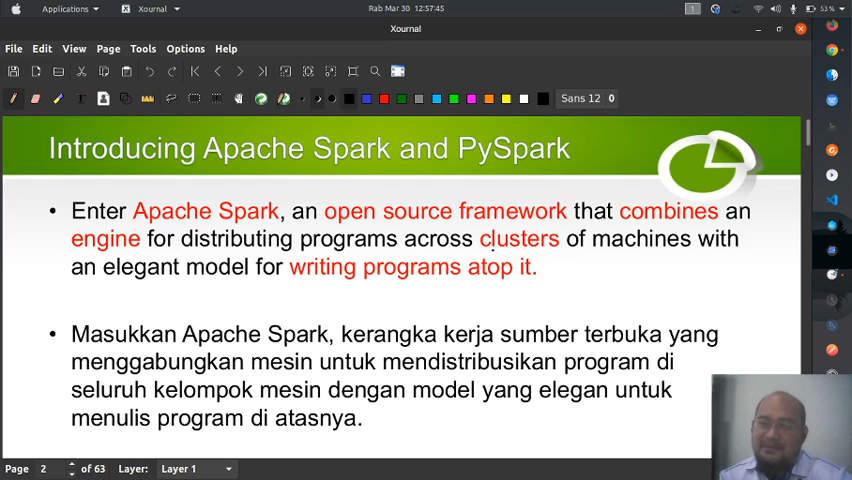 Applications
Xournal
Rab Mar 30 12:57:45
1
53 %
Xournal
File Edit View Page Tools Options Help
Sans 12 0
Introducing Apache Spark and PySpark
• Enter Apache Spark, an open source framework that combines an
engine for distributing programs across clusters of machines with
an elegant model for writing programs atop it.
• Masukkan Apache Spark, kerangka kerja sumber terbuka yang
menggabungkan mesin untuk mendistribusikan program di
seluruh kelompok mesin dengan model yang elegan untuk
menulis program di atasnya.
Page 2 of 63 Layer: Layer 1